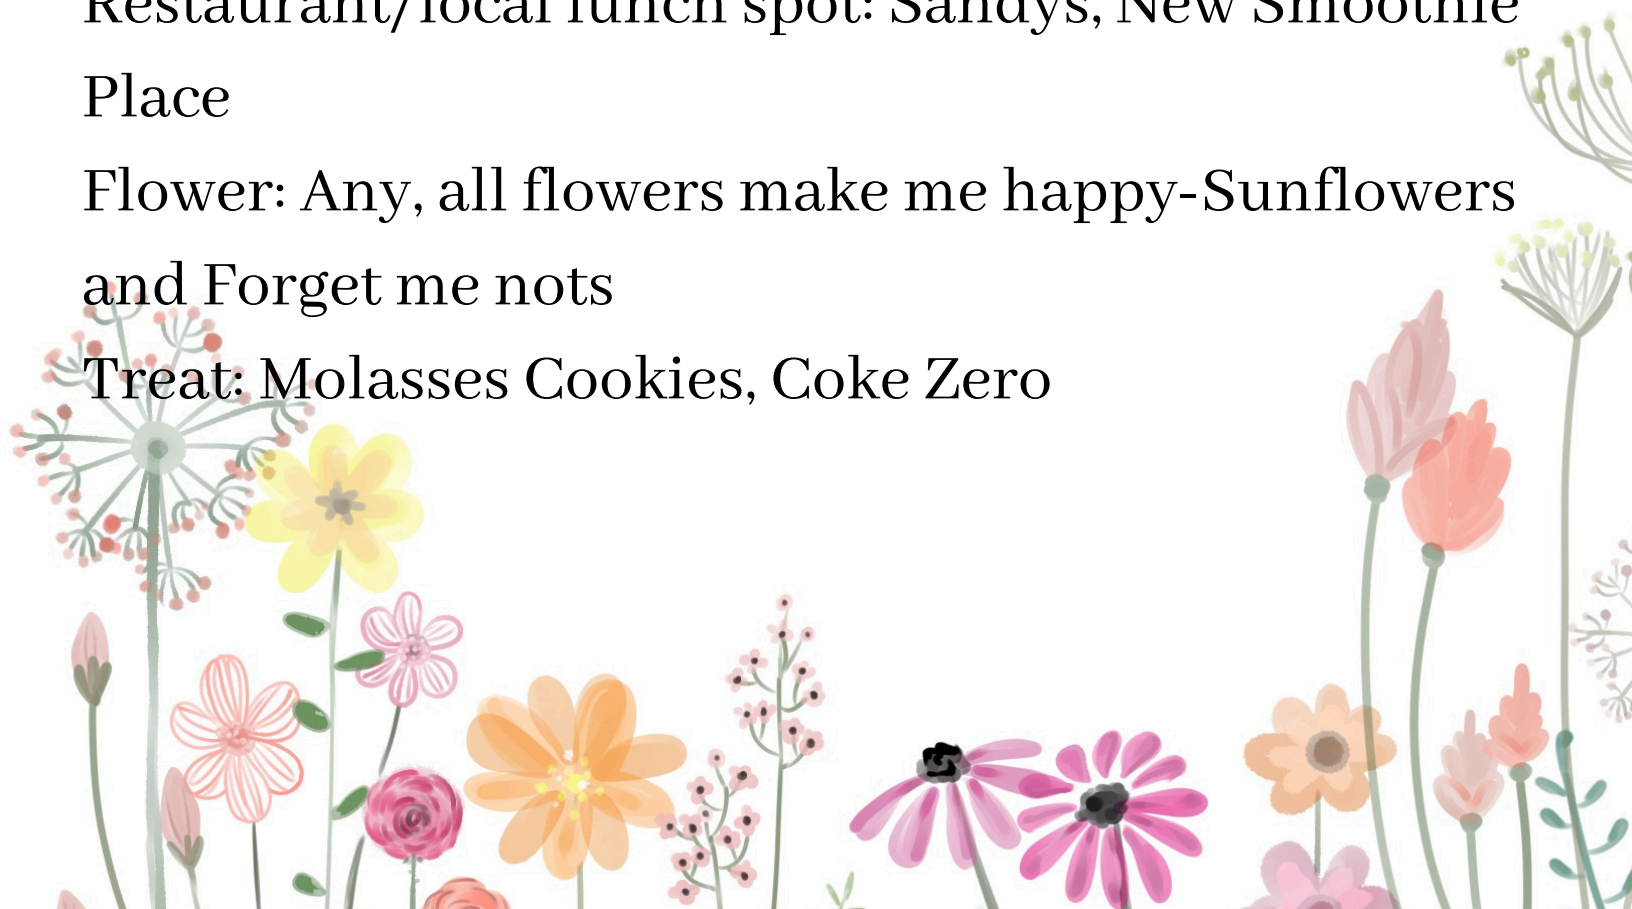 Restaurant/local lunch spot: Sandys, New Smoothie
Place
Flower: Any, all flowers make me happy-Sunflowers
and Forget me nots
Treat: Molasses Cookies, Coke Zero